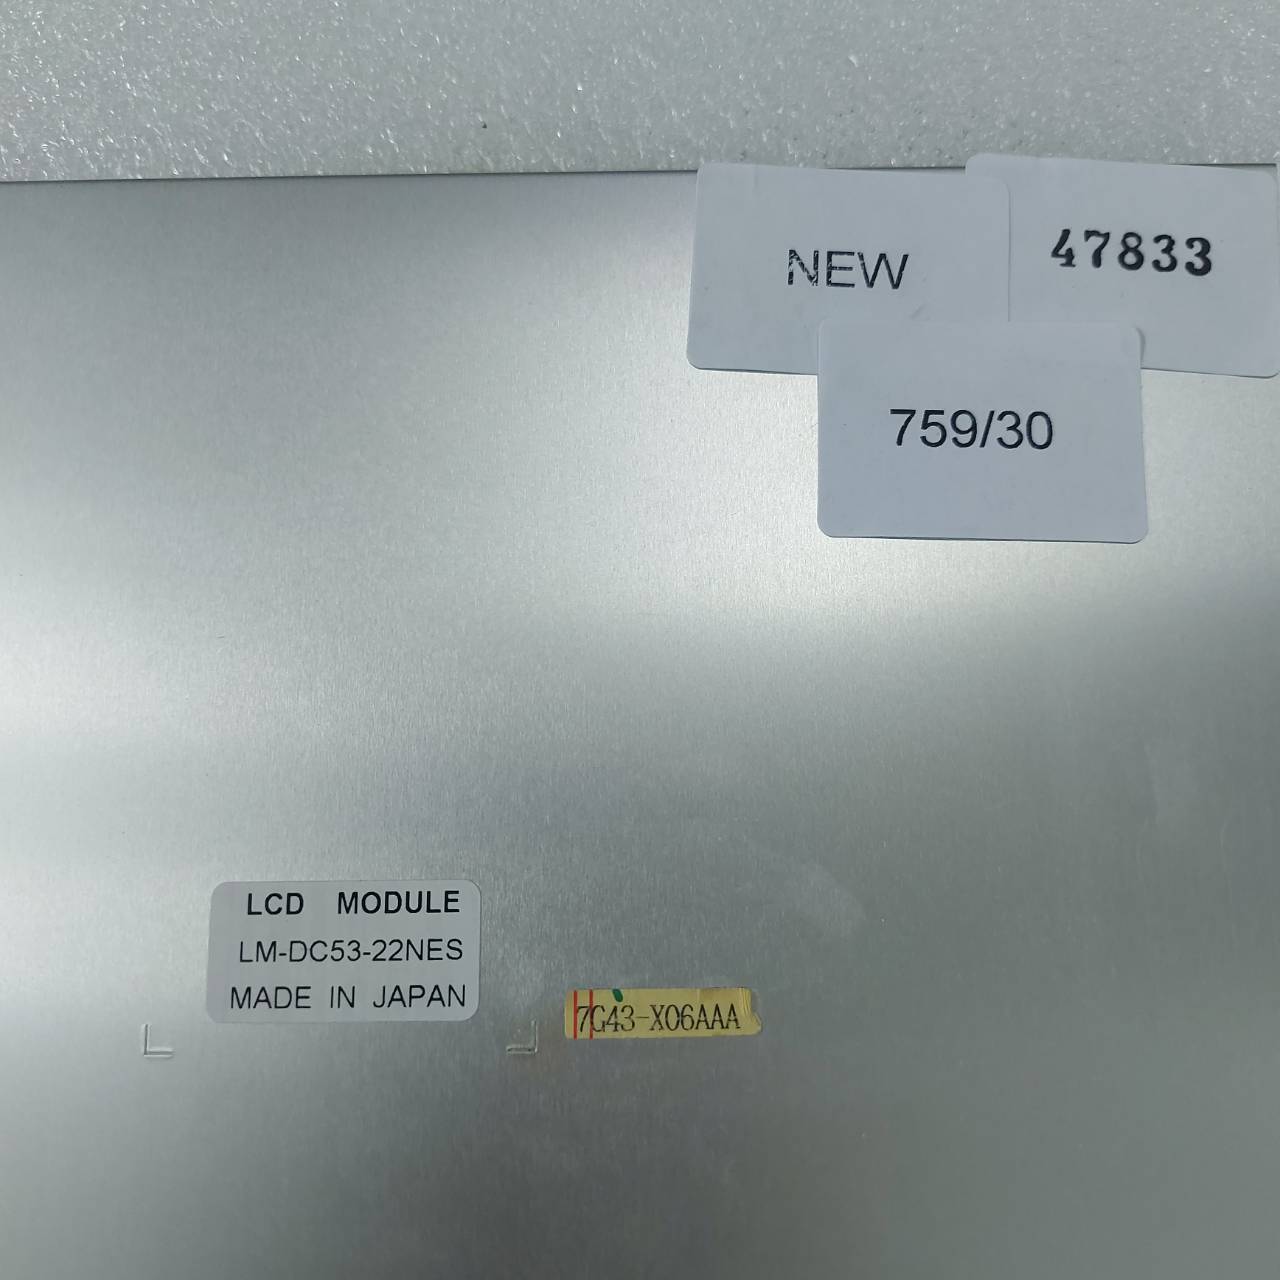 NEW
47833
759/30
LCD MODULE
LM-DC53-22NES
MADE IN JAPAN
7G43-X06AAA